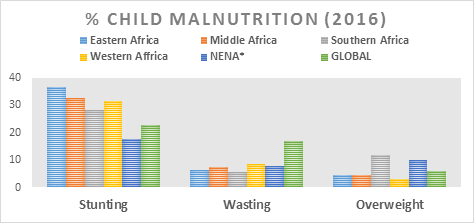 % CHILD MALNUTRITION (2016)
Eastern Africa Middle Africa Southern Africa
Western Affrica NENA* GLOBAL
40
30
20
10
0
Stunting Wasting Overweight